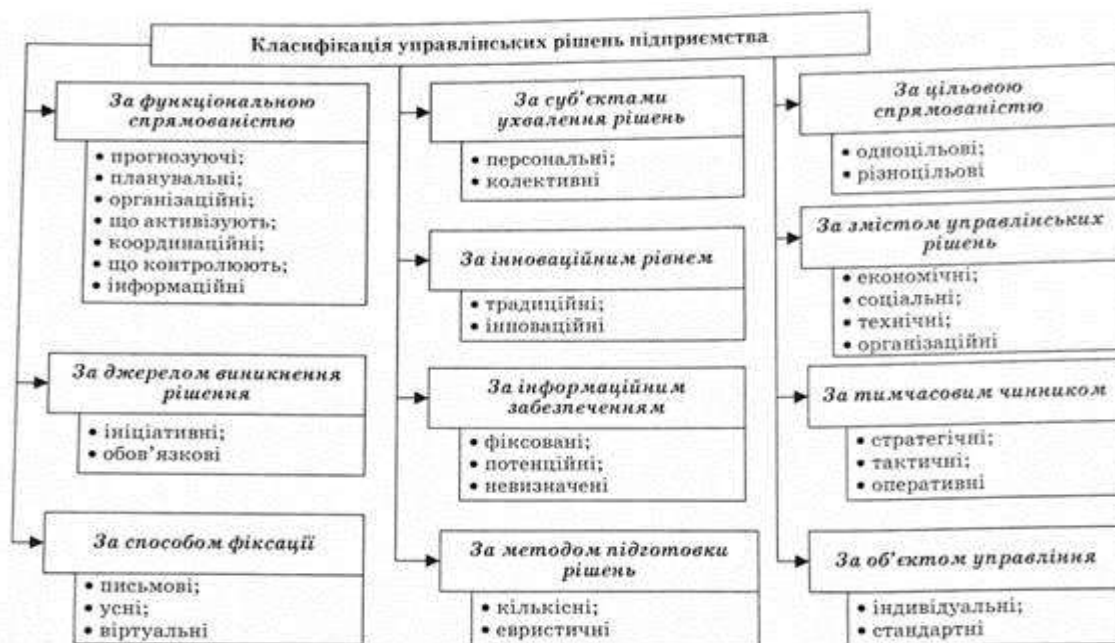 Класифікація управлінських рішень підприємства
За функціональною
спрямованістю
• прогнозуючі;
• планувальні;
• організаційні;
• що активізують;
• координаційні;
• що контролюють;
• інформаційні
За джерелом виникнення
рішення
• ініціативні;
• обов’язкові
За способом фіксації
• письмові;
• усні;
• віртуальні
За суб’єктами
ухвалення рішень
• персональні;
• колективні
За інноваційним рівнем
• традиційні;
• інноваційні
За інформаційним
забезпеченням
• фіксовані;
• потенційні;
• невизначені
За методом підготовки
рішень
• кількісні;
• евристичні
За цільовою
спрямованістю
• одноцільові;
• різноцільові
За змістом управлінських
рішень
• економічні;
• соціальні;
• технічні;
• організаційні
За тимчасовим чинником
• стратегічні;
• тактичні;
• оперативні
За об’єктом управління
• індивідуальні;
• стандартні